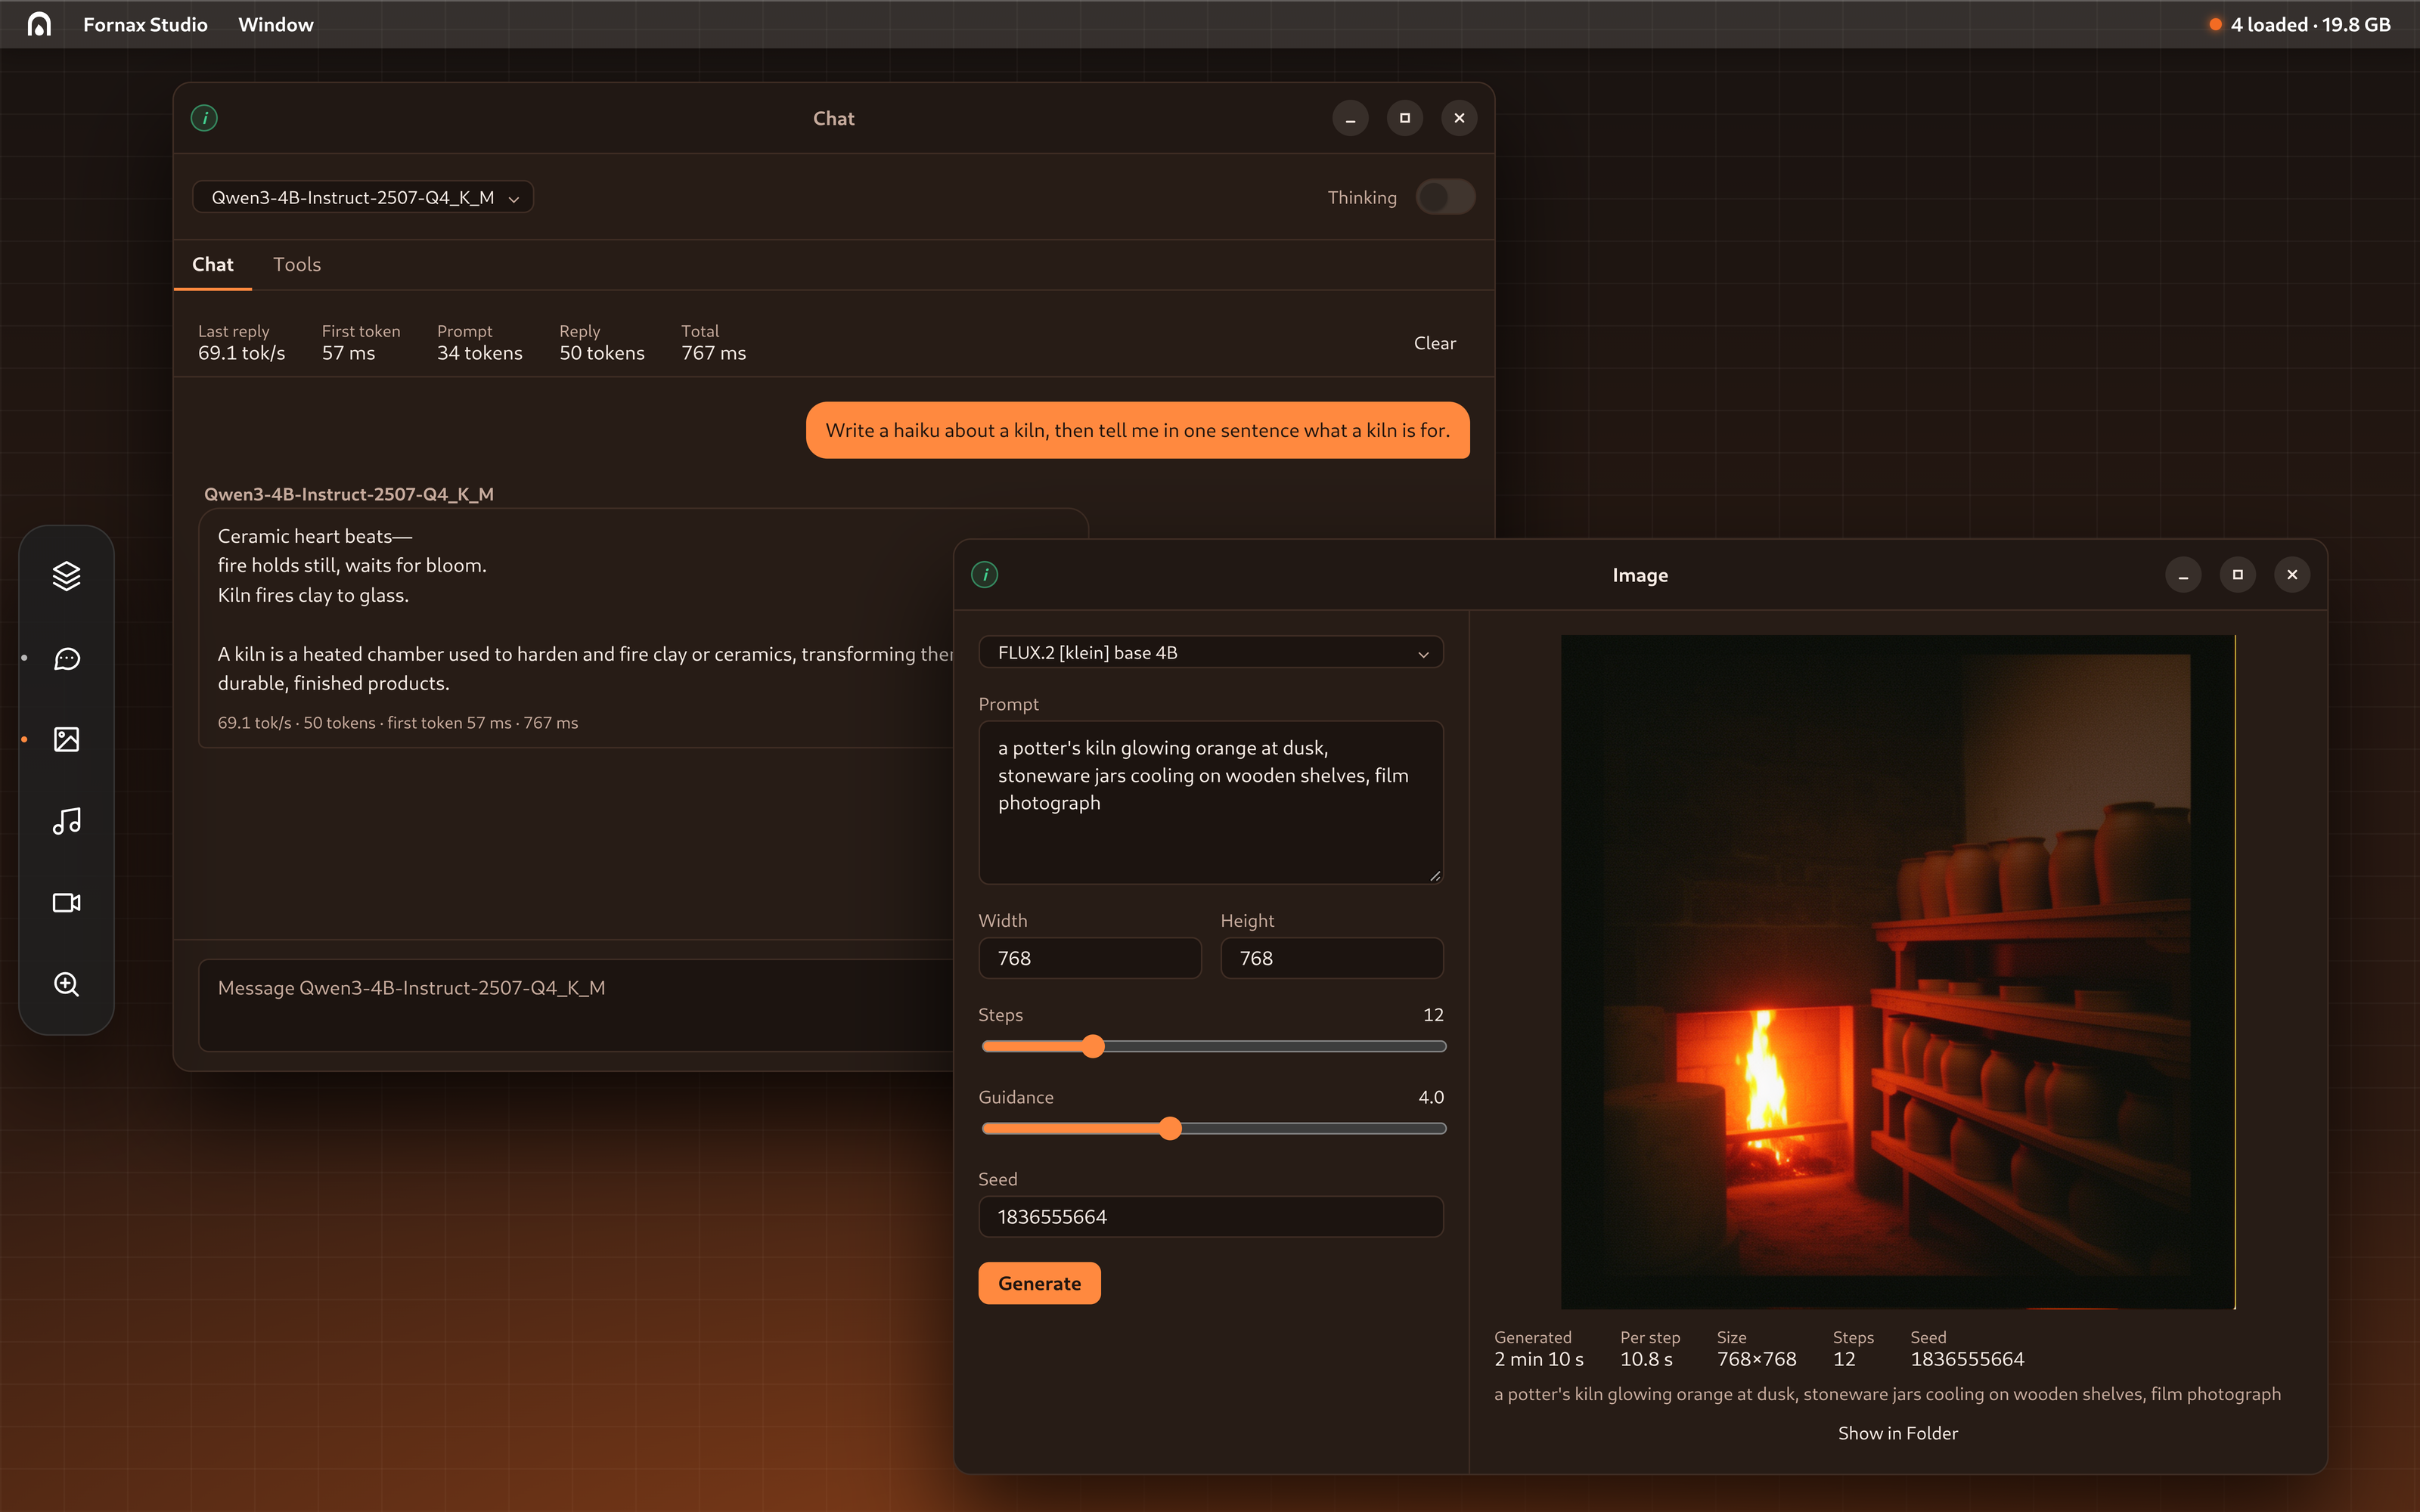 Fornax Studio Window
4 loaded · 19.8 GB
Chat
Qwen3-4B-Instruct-2507-Q4_K_M
Thinking
Chat Tools
Last reply First token Prompt Reply Total
69.1 tok/s 57 ms 34 tokens 50 tokens 767 ms
Clear
Write a haiku about a kiln, then tell me in one sentence what a kiln is for.
Qwen3-4B-Instruct-2507-Q4_K_M
Ceramic heart beats—
fire holds still, waits for bloom.
Kiln fires clay to glass.
A kiln is a heated chamber used to harden and fire clay or ceramics, transforming
durable, finished products.
69.1 tok/s · 50 tokens · first token 57 ms · 767 ms
Message Qwen3-4B-Instruct-2507-Q4_K_M
Image
FLUX.2 [klein] base 4B
Prompt
a potter's kiln glowing orange at dusk,
stoneware jars cooling on wooden shelves, film
photograph
Width Height
768 768
Steps 12
Guidance 4.0
Seed
1836555664
Generate
Generated Per step Size Steps Seed
2 min 10 s 10.8 s 768×768 12 1836555664
a potter's kiln glowing orange at dusk, stoneware jars cooling on wooden shelves, film photograph
Show in Folder